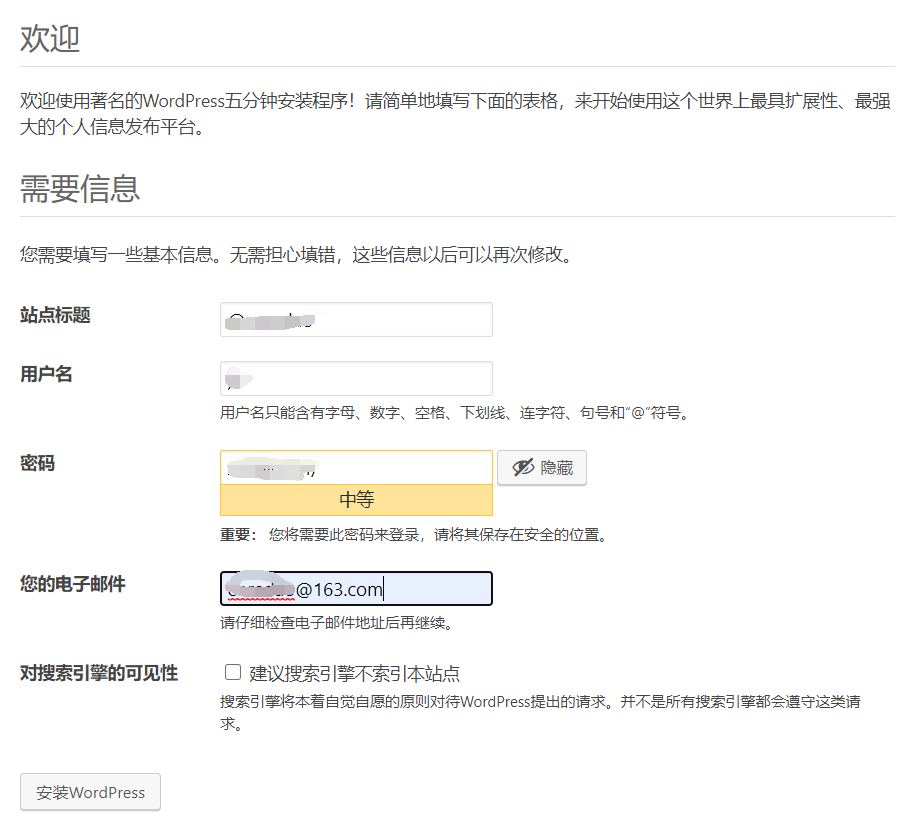 欢迎
欢迎使用著名的WordPress五分钟安装程序！请简单地填写下面的表格，来开始使用这个世界上最具扩展性、最强
大的个人信息发布平台。
需要信息
您需要填写一些基本信息。无需担心填错，这些信息以后可以再次修改。
站点标题
用户名
用户名只能含有字母、数字、空格、下划线、连字符、句号和“@”符号。
密码
隐藏
中等
重要： 您将需要此密码来登录，请将其保存在安全的位置。
您的电子邮件
@163.com
请仔细检查电子邮件地址后再继续。
对搜索引擎的可见性
建议搜索引擎不索引本站点
搜索引擎将本着自觉自愿的原则对待WordPress提出的请求。并不是所有搜索引擎都会遵守这类请
求。
安装WordPress